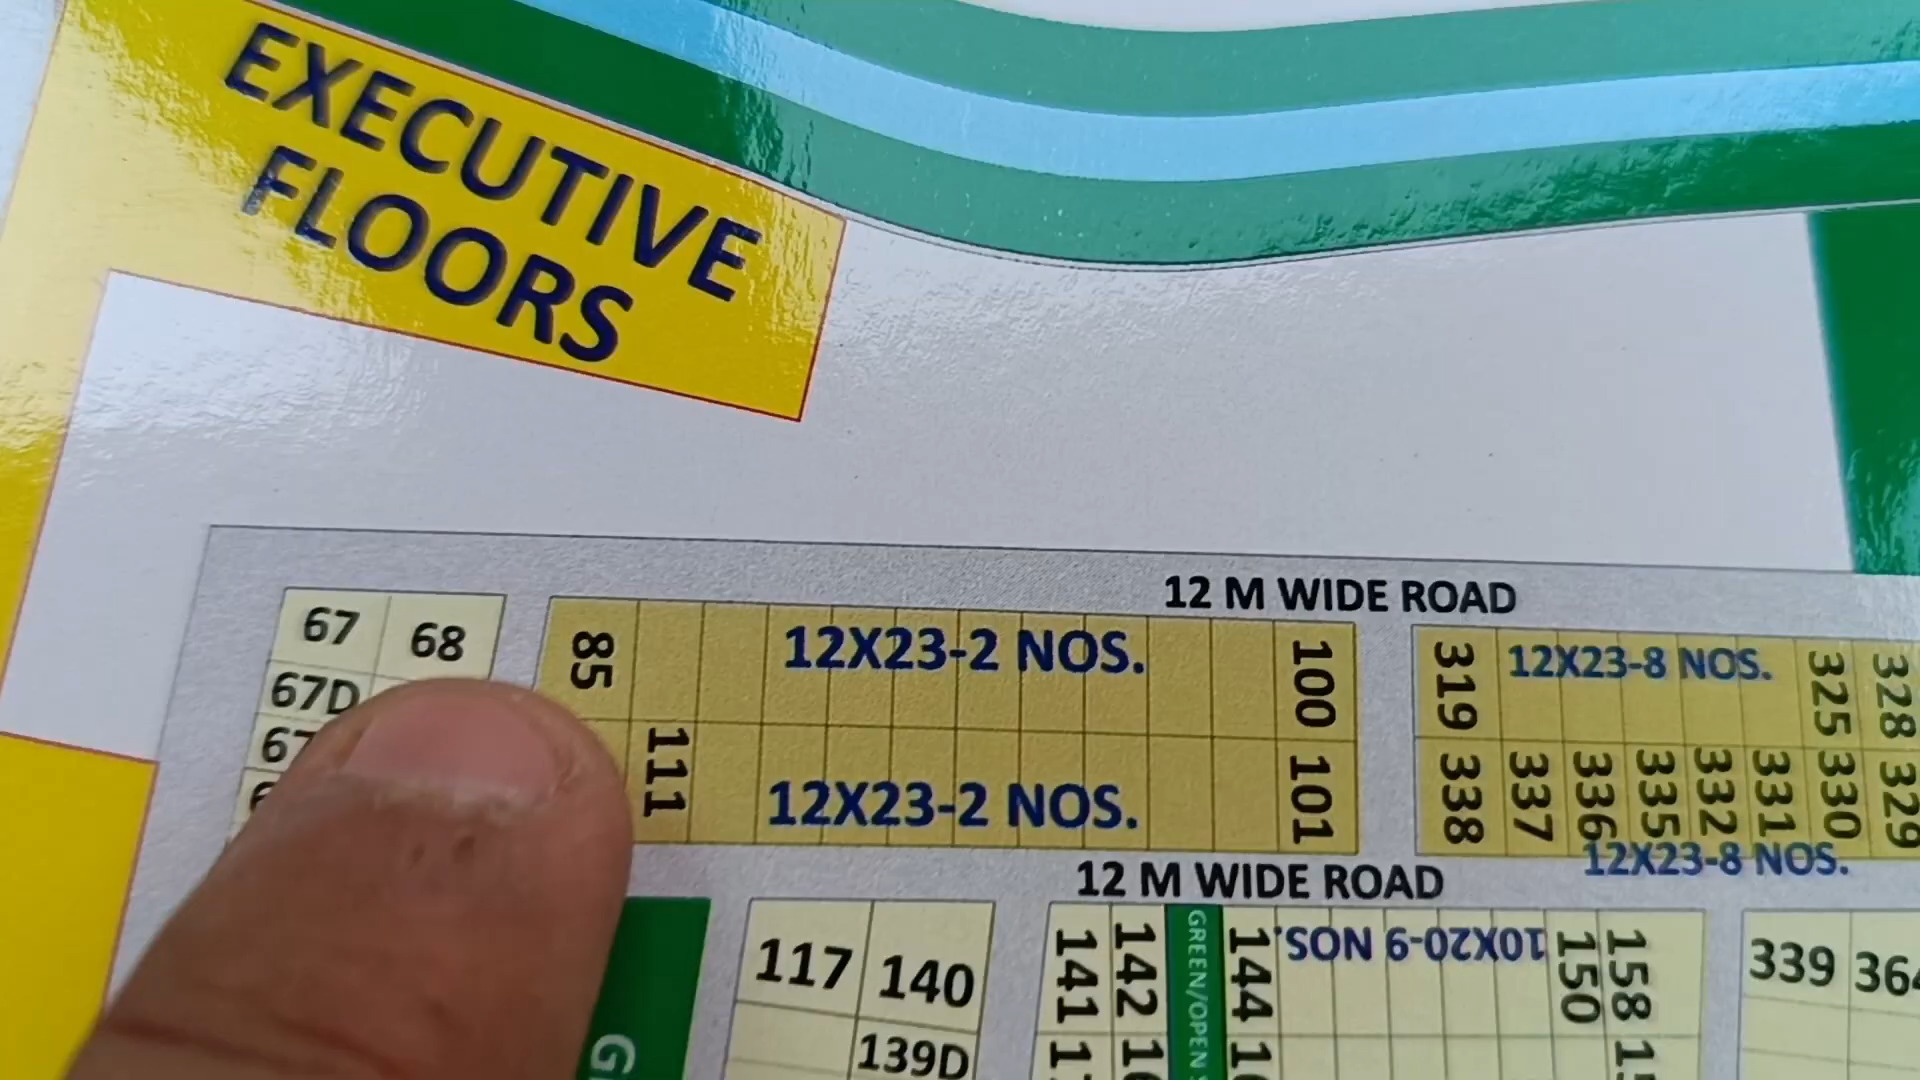 EXECUTIVE
FLOORS
12 M WIDE ROAD
67 68
85
12X23-2 NOS.
100
319
12X23-8 NOS.
325
328
67D
111
12X23-2 NOS.
101
338
337
336
335
332
331
330
329
12X23-8 NOS.
12 M WIDE ROAD
117 140
141
142
GREEN/OPEN
144
10X20-9 NOS.
150
158
339
139D